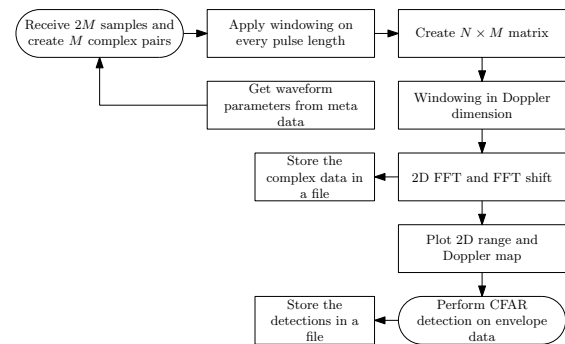 Receive 2M samples and
create M complex pairs
Apply windowing on
every pulse length
Create N × M matrix
Get waveform
parameters from meta
data
Windowing in Doppler
dimension
Store the
complex data in
a file
2D FFT and FFT shift
Plot 2D range and
Doppler map
Store the
detections in a
file
Perform CFAR
detection on envelope
data